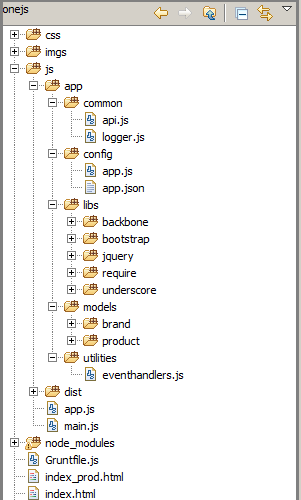 onejs
css
imgs
js
app
common
api.js
logger.js
config
app.js
app.json
libs
backbone
bootstrap
jquery
require
underscore
models
brand
product
utilities
eventhandlers.js
dist
app.js
main.js
node_modules
Gruntfile.js
index_prod.html
index.html